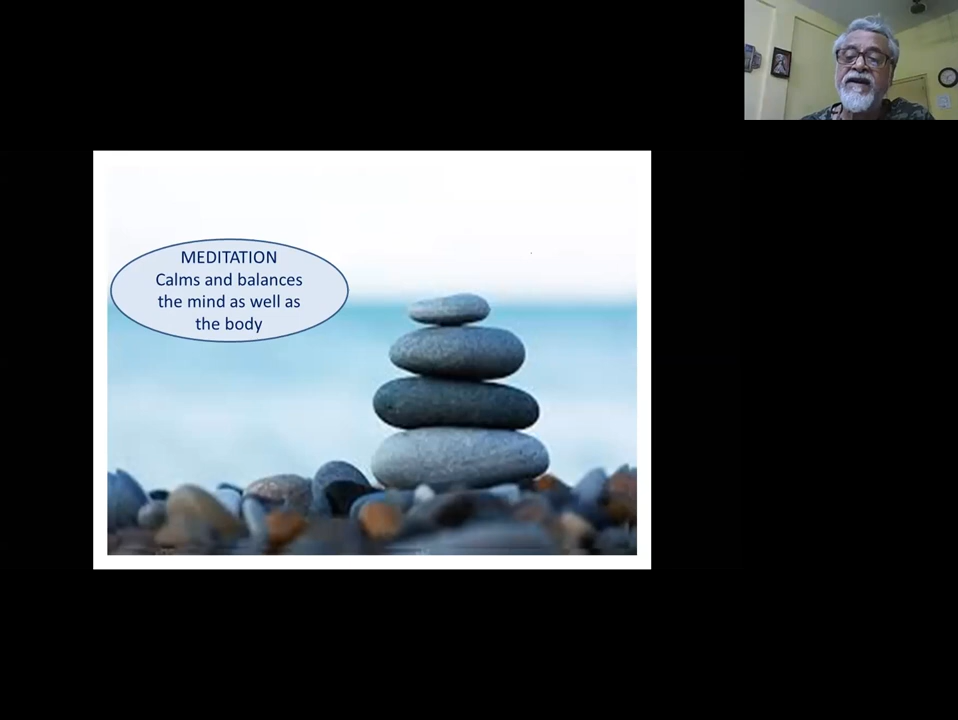 MEDITATION
Calms and balances
the mind as well as
the body